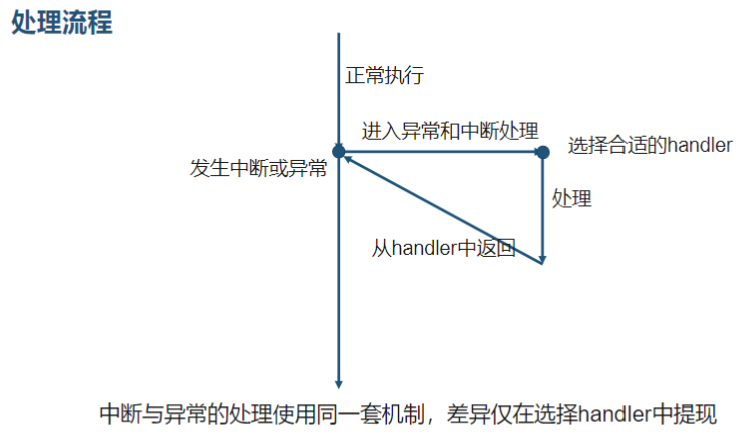 处理流程
正常执行
进入异常和中断处理
选择合适的handler
发生中断或异常
处理
从handler中返回
中断与异常的处理使用同一套机制，差异仅在选择handler中提现